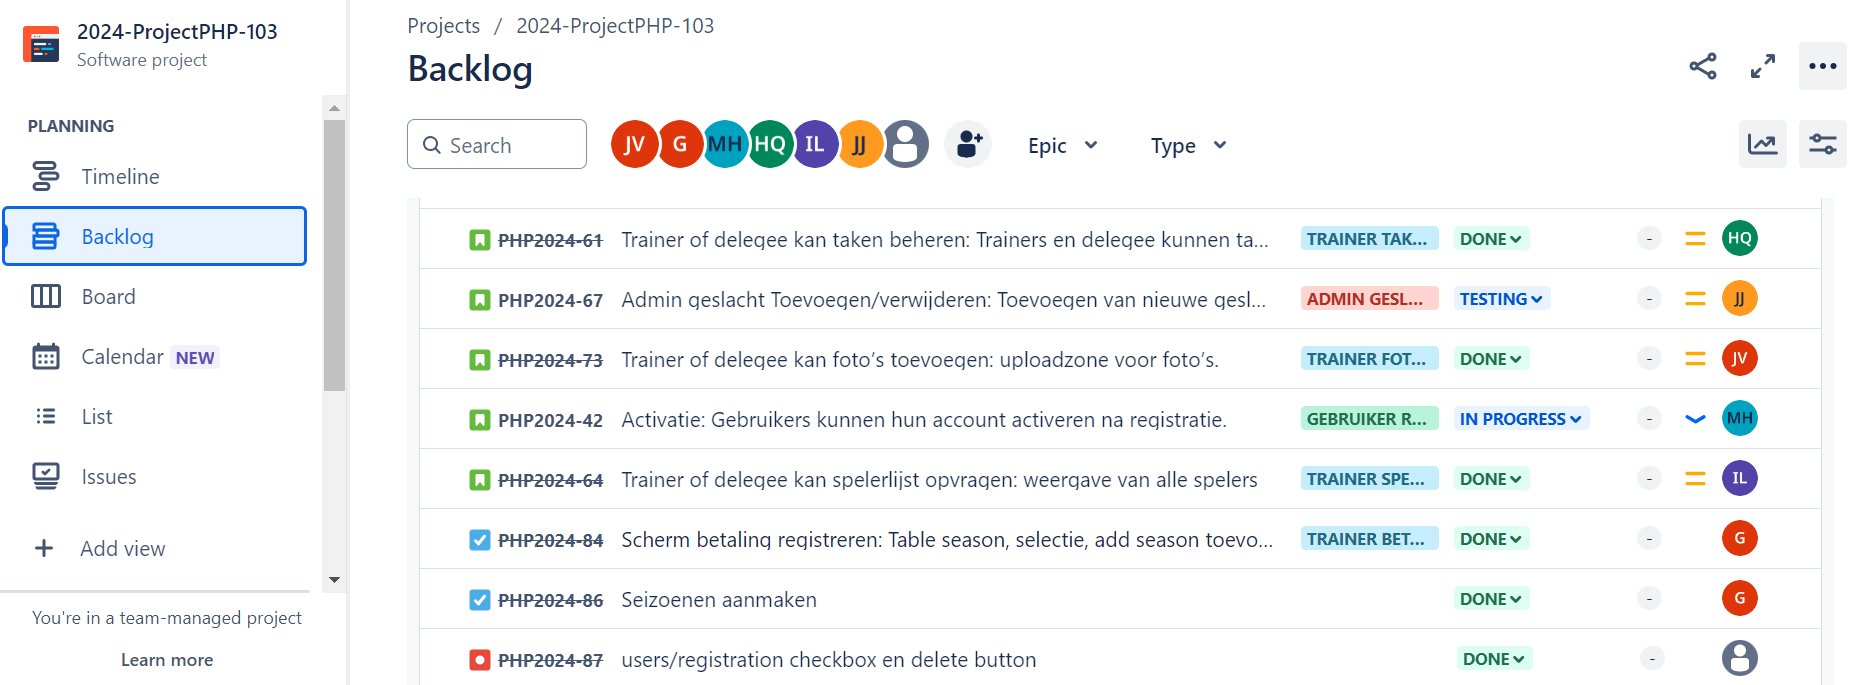 2024-ProjectPHP-103
Software project
PLANNING
Timeline
Backlog
Board
Calendar NEW
List
Issues
Add view
You're in a team-managed project
Learn more
Projects / 2024-ProjectPHP-103
Backlog
Search
JV G MH HQ IL JJ
Epic
Type
PHP2024-61 Trainer of delegee kan taken beheren: Trainers en delegee kunnen ta... TRAINER TAK... DONE - HQ
PHP2024-67 Admin geslacht Toevoegen/verwijderen: Toevoegen van nieuwe gesl... ADMIN GESL... TESTING - JJ
PHP2024-73 Trainer of delegee kan foto's toevoegen: uploadzone voor foto's. TRAINER FOT... DONE - JV
PHP2024-42 Activatie: Gebruikers kunnen hun account activeren na registratie. GEBRUIKER R... IN PROGRESS - MH
PHP2024-64 Trainer of delegee kan spelerlijst opvragen: weergave van alle spelers TRAINER SPE... DONE - IL
PHP2024-84 Scherm betaling registreren: Table season, selectie, add season toevo... TRAINER BET... DONE - G
PHP2024-86 Seizoenen aanmaken DONE - G
PHP2024-87 users/registration checkbox en delete button DONE -